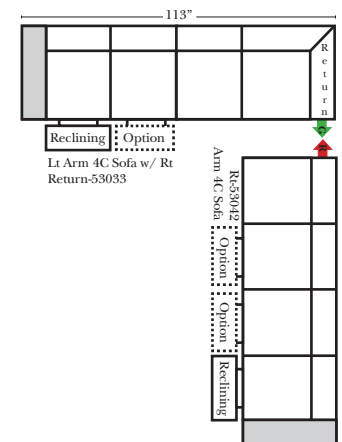 113”
Return
Reclining
Option
Lt Arm 4C Sofa w/ Rt
Return-53033
Rt-53042
Arm 4C Sofa
Option
Option
Reclining